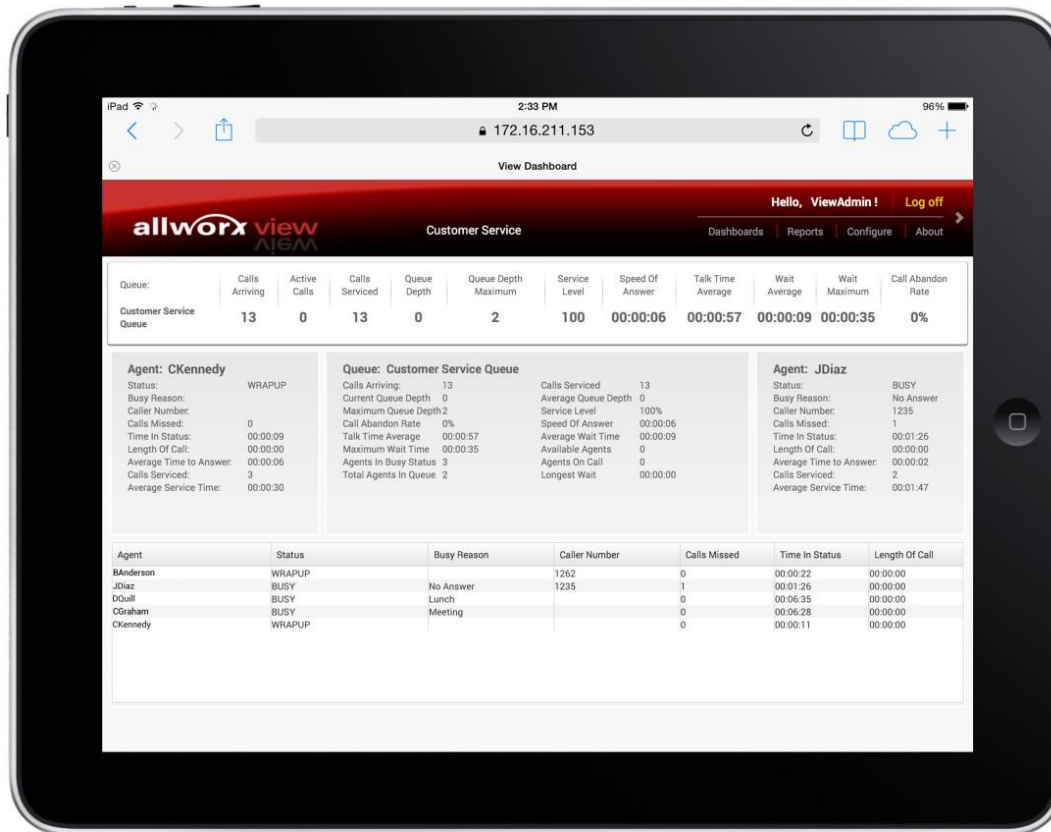 iPad
2:33 PM
96%
172.16.211.153
View Dashboard
allworx view
Customer Service
Hello, ViewAdmin !
Log off
Dashboards Reports Configure About
Queue: Calls Arriving Active Calls Calls Serviced Queue Depth Queue Depth Maximum Service Level Speed Of Answer Talk Time Average Wait Average Wait Maximum Call Abandon Rate
Customer Service Queue 13 0 13 0 2 100 00:00:06 00:00:57 00:00:09 00:00:35 0%
Agent: CKennedy
Status: WRAPUP
Busy Reason:
Caller Number:
Calls Missed: 0
Time In Status: 00:00:09
Length Of Call: 00:00:00
Average Time to Answer: 00:00:06
Calls Serviced: 3
Average Service Time: 00:00:30
Queue: Customer Service Queue
Calls Arriving: 13 Calls Serviced 13
Current Queue Depth 0 Average Queue Depth 0
Maximum Queue Depth 2 Service Level 100%
Call Abandon Rate 0% Speed Of Answer 00:00:06
Talk Time Average 00:00:57 Average Wait Time 00:00:09
Maximum Wait Time 00:00:35 Available Agents 0
Agents In Busy Status 3 Agents On Call 0
Total Agents In Queue 2 Longest Wait 00:00:00
Agent: JDiaz
Status: BUSY
Busy Reason: No Answer
Caller Number: 1235
Calls Missed: 1
Time In Status: 00:01:26
Length Of Call: 00:00:00
Average Time to Answer: 00:00:02
Calls Serviced: 2
Average Service Time: 00:01:47
Agent Status Busy Reason Caller Number Calls Missed Time In Status Length Of Call
BAnderson WRAPUP 1262 0 00:00:22 00:00:00
JDiaz BUSY No Answer 1235 1 00:01:26 00:00:00
DQuill BUSY Lunch 0 00:06:35 00:00:00
CGraham BUSY Meeting 0 00:06:28 00:00:00
CKennedy WRAPUP 0 00:00:11 00:00:00